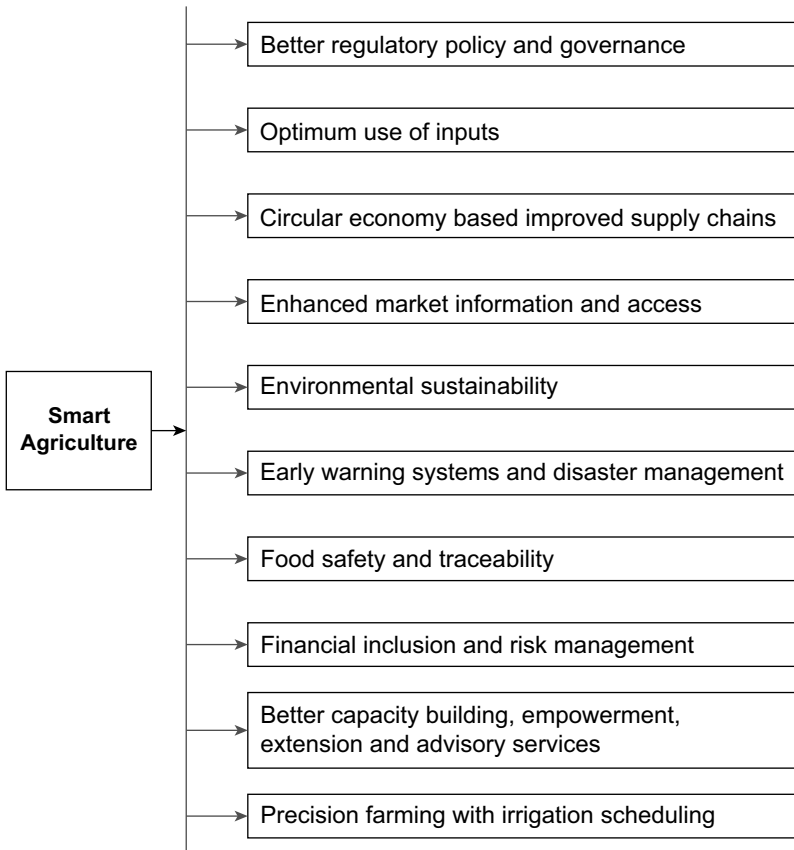 Better regulatory policy and governance
Optimum use of inputs
Circular economy based improved supply chains
Enhanced market information and access
Environmental sustainability
Smart
Agriculture
Early warning systems and disaster management
Food safety and traceability
Financial inclusion and risk management
Better capacity building, empowerment,
extension and advisory services
Precision farming with irrigation scheduling